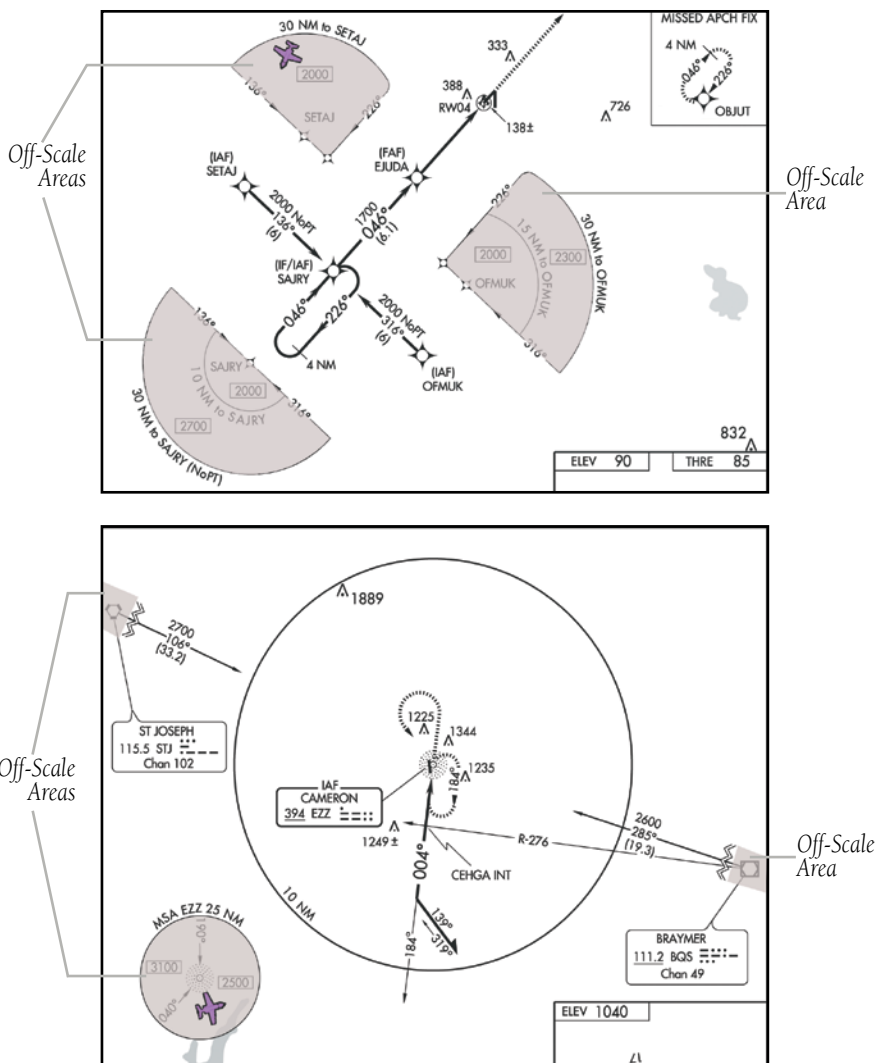 30 NM to SETAJ
136°
2000
SETAJ
226°
333
388
RW04
138±
726
MISSED APCH FIX
4 NM
046°
226°
OBJUT
Off-Scale
Areas
(IAF)
SETAJ
2000 NoPT
136°
(6)
(FAF)
EJUDA
1700
046°
(6.1)
(IF/IAF)
SAJRY
046°
226°
4 NM
2000 NoPT
316°
(6)
(IAF)
OFMUK
226°
15 NM to OFMUK
2000
2300
OFMUK
30 NM to OFMUK
316°
Off-Scale
Area
136°
SAJRY
2000
10 NM to SAJRY
316°
2700
30 NM to SAJRY (NoPT)
832
ELEV 90
THRE 85
1889
2700
106°
(33.2)
ST JOSEPH
115.5 STJ
Chan 102
Off-Scale
Areas
1225
1344
1235
184°
IAF
CAMERON
394 EZZ
1249±
004°
R-276
CEHGA INT
2600
285°
(19.3)
Off-Scale
Area
10 NM
139°
319°
184°
BRAYMER
111.2 BQS
Chan 49
MSA EZZ 25 NM
190°
3100
2500
040°
ELEV 1040